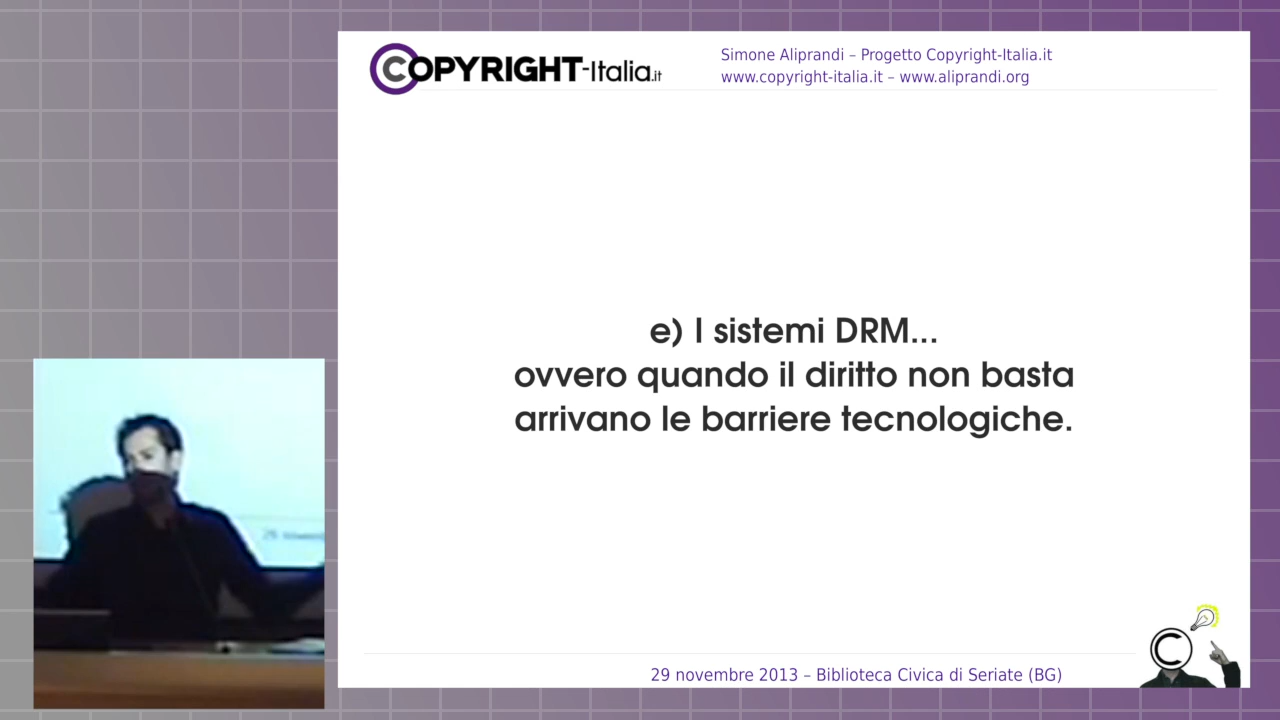 COPYRIGHT-Italia.it
Simone Aliprandi – Progetto Copyright-Italia.it
www.copyright-italia.it – www.aliprandi.org
e) I sistemi DRM...
ovvero quando il diritto non basta
arrivano le barriere tecnologiche.
29 novembre 2013 – Biblioteca Civica di Seriate (BG)
C